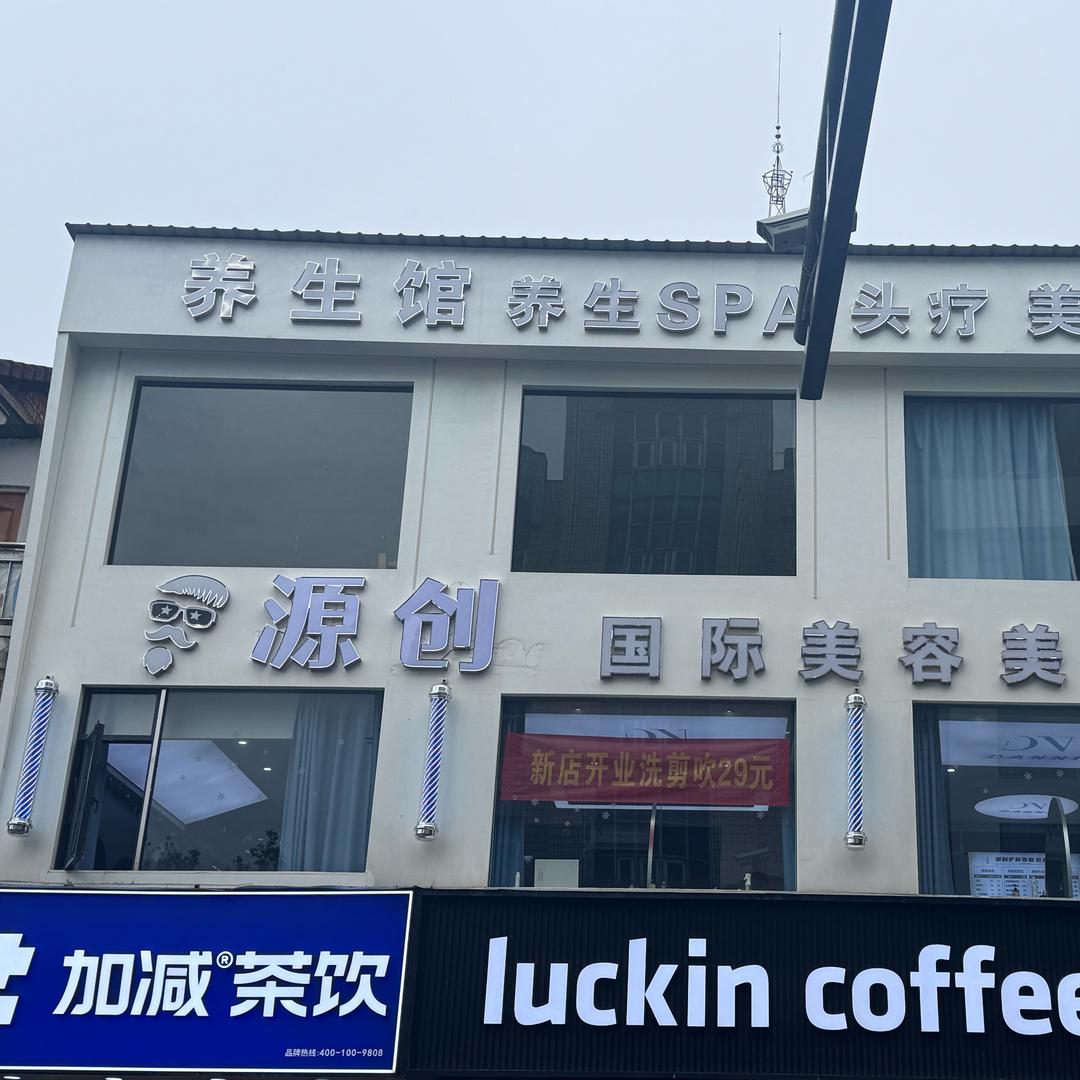 养生馆 养生SPA 头疗 美
源创 国际美容美
新店开业洗剪吹29元
加减®茶饮
品牌热线:400-100-9808
luckin coffee